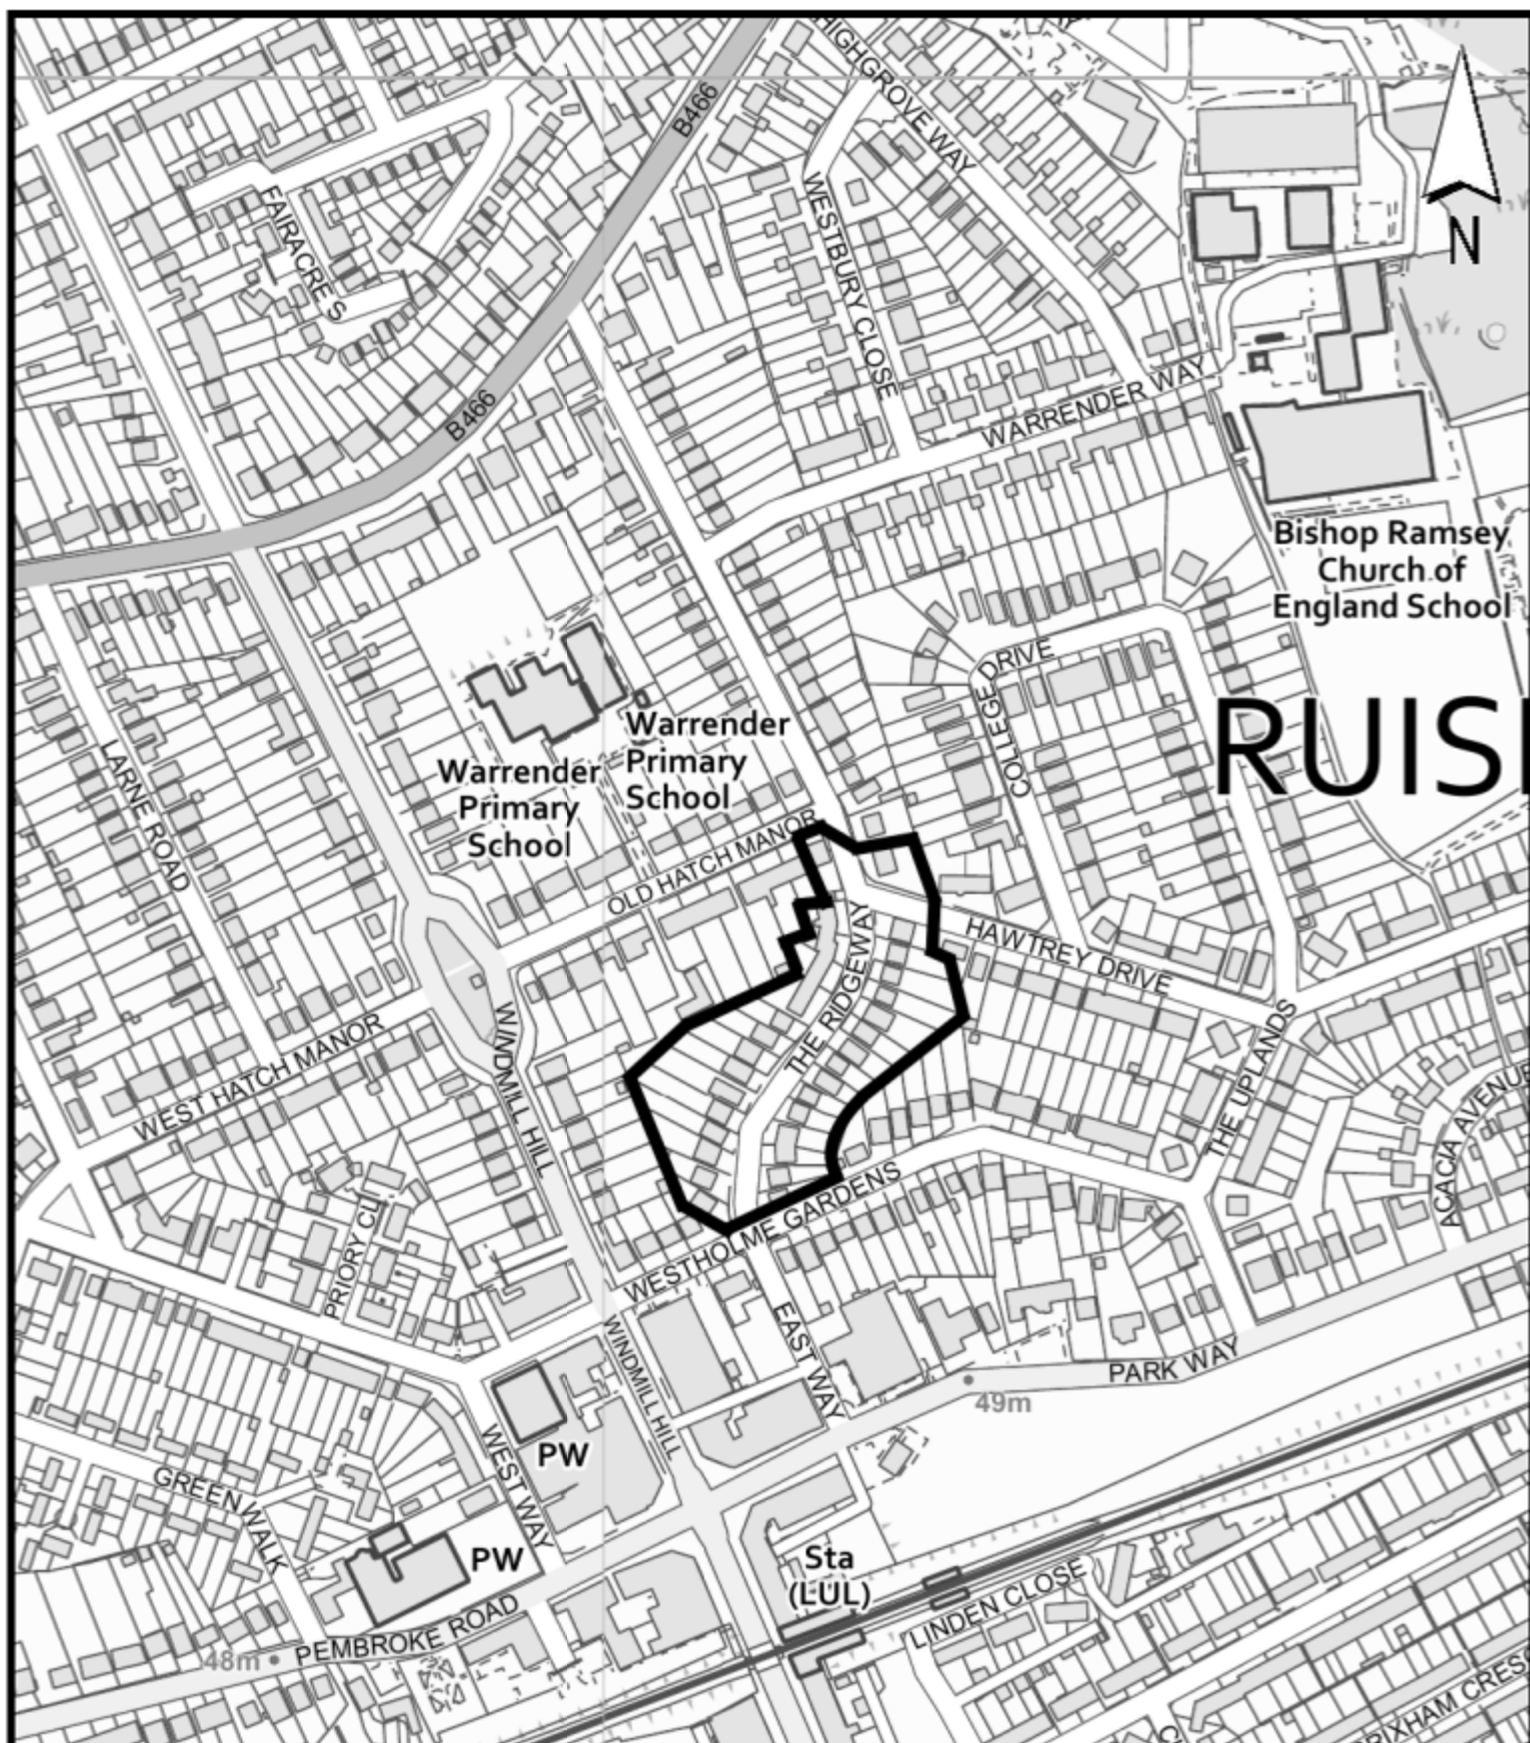 HIGHGROVE WAY
B466
N
FAIRACRES
WESTBURY CLOSE
B466
WARRENDER WAY
Bishop Ramsey
Church of
England School
COLLEGE DRIVE
RUIS
Warrender
Primary
School
Warrender
Primary
School
LARNE ROAD
OLD HATCH MANOR
HAWTREY DRIVE
THE RIDGEWAY
WINDMILL HILL
WEST HATCH MANOR
THE UPLANDS
ACACIA AVENUE
PRIORY CL
WESTHOLME GARDENS
EAST WAY
WINDMILL HILL
PARK WAY
49m
PW
WEST WAY
GREEN WALK
PW
Sta
(LUL)
LINDEN CLOSE
PEMBROKE ROAD
48m
RIXHAM CRES